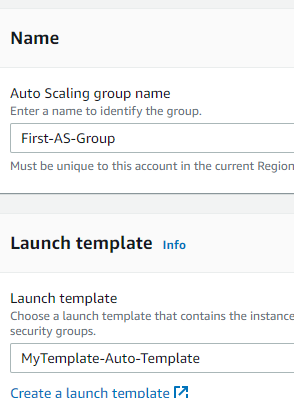 Name
Auto Scaling group name
Enter a name to identify the group.
First-AS-Group
Must be unique to this account in the current Region
Launch template Info
Launch template
Choose a launch template that contains the instance
security groups.
MyTemplate-Auto-Template
Create a launch template